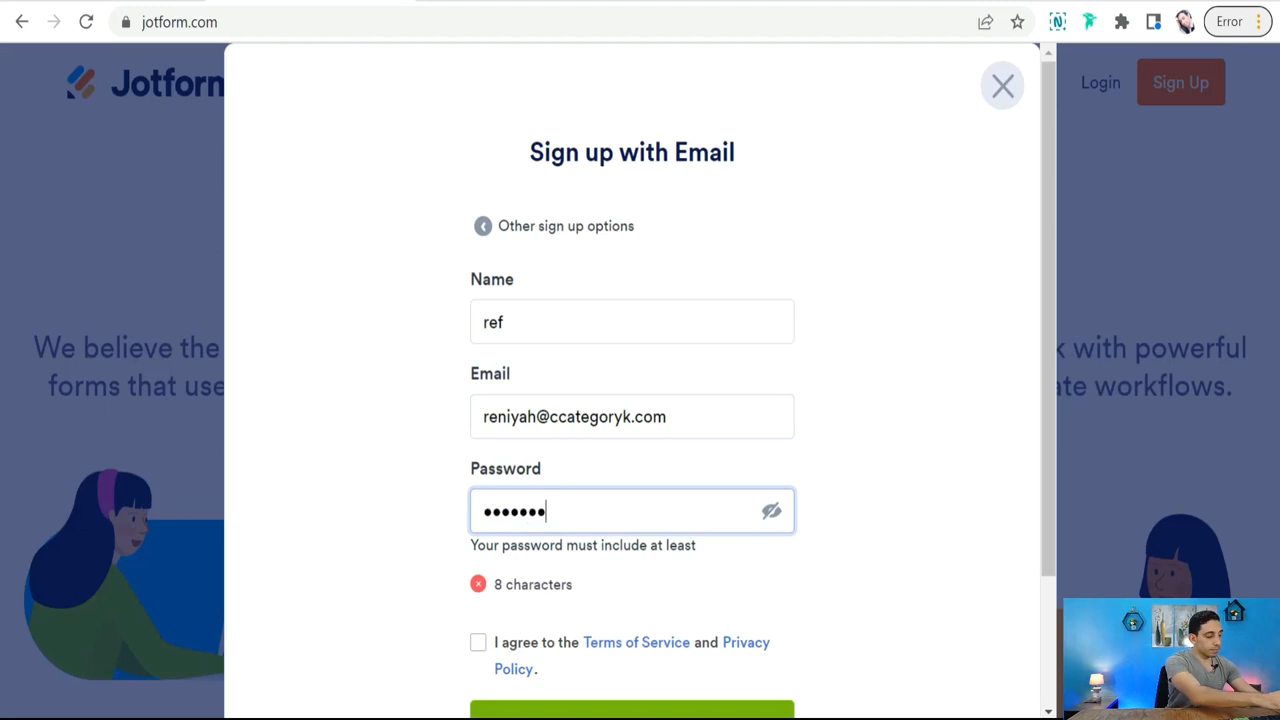 jotform.com
Error
Jotform
Login
Sign Up
Sign up with Email
Other sign up options
Name
ref
We believe the
k with powerful
forms that use
ate workflows.
Email
reniyah@ccategoryk.com
Password
•••••••
Your password must include at least
8 characters
I agree to the Terms of Service and Privacy
Policy.